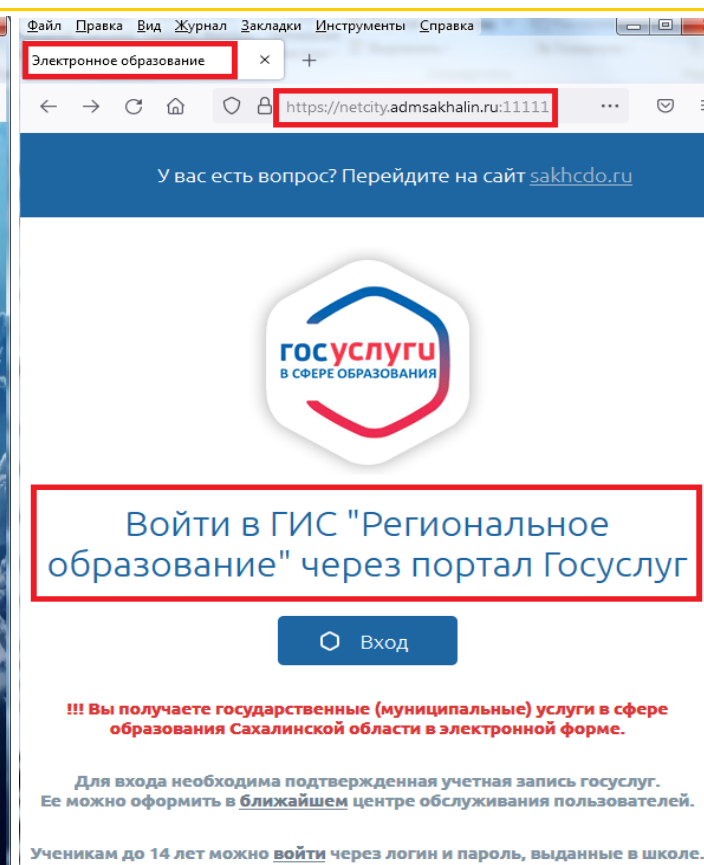 Файл Правка Вид Журнал Закладки Инструменты Справка
Электронное образование
https://netcity.admsakhalin.ru:11111
У вас есть вопрос? Перейдите на сайт sakhcdo.ru
госуслуги
В СФЕРЕ ОБРАЗОВАНИЯ
Войти в ГИС "Региональное
образование" через портал Госуслуг
Вход
!!! Вы получаете государственные (муниципальные) услуги в сфере
образования Сахалинской области в электронной форме.
Для входа необходима подтвержденная учетная запись госуслуг.
Ее можно оформить в ближайшем центре обслуживания пользователей.
Ученикам до 14 лет можно войти через логин и пароль, выданные в школе.